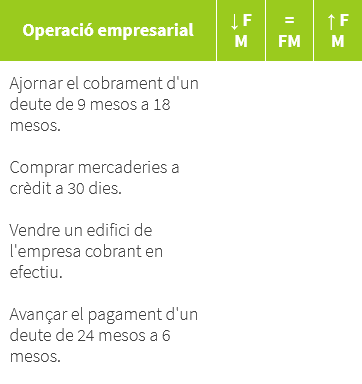 Operació empresarial ↓ F = ↑ F
M FM M
Ajornar el cobrament d'un
deute de 9 mesos a 18
mesos.
Comprar mercaderies a
crèdit a 30 dies.
Vendre un edifici de
l'empresa cobrant en
efectiu.
Avançar el pagament d'un
deute de 24 mesos a 6
mesos.